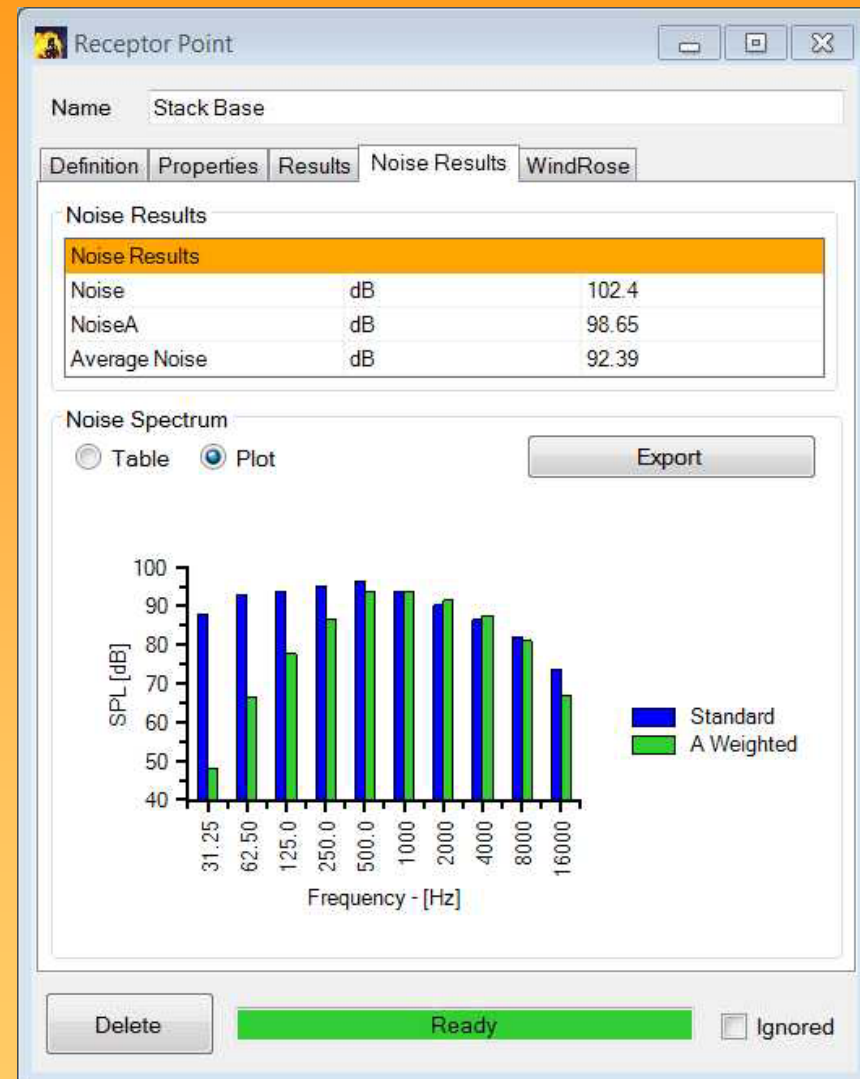 Receptor Point
Name Stack Base
Definition Properties Results Noise Results WindRose
Noise Results
Noise Results
Noise dB 102.4
NoiseA dB 98.65
Average Noise dB 92.39
Noise Spectrum
Table Plot Export
100
90
80
70
60
50
40
SPL [dB]
31.25 62.50 125.0 250.0 500.0 1000 2000 4000 8000 16000
Frequency - [Hz]
Standard
A Weighted
Delete Ready Ignored